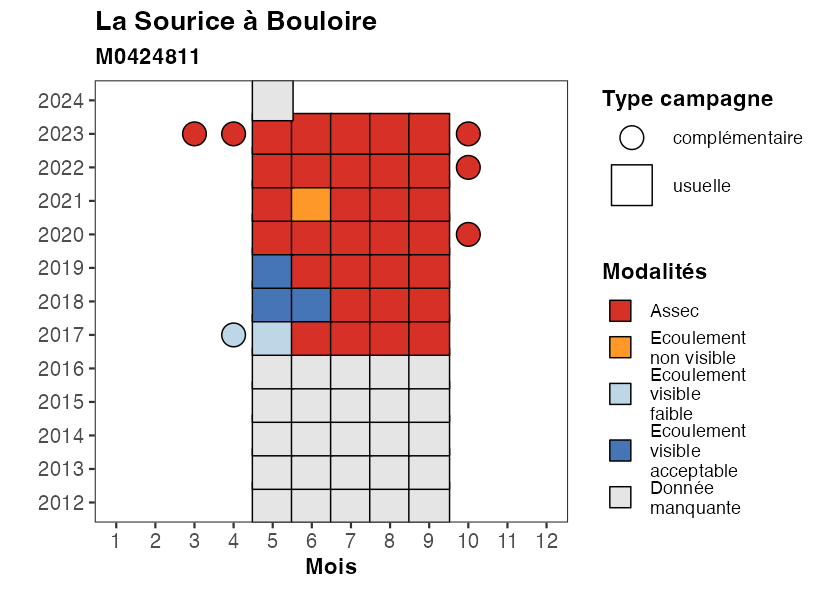 La Sourice à Bouloire
M0424811
2024
2023
2022
2021
2020
2019
2018
2017
2016
2015
2014
2013
2012
1 2 3 4 5 6 7 8 9 10 11 12
Mois
Type campagne
complémentaire
usuelle
Modalités
Assec
Ecoulement
non visible
Ecoulement
visible
faible
Ecoulement
visible
acceptable
Donnée
manquante